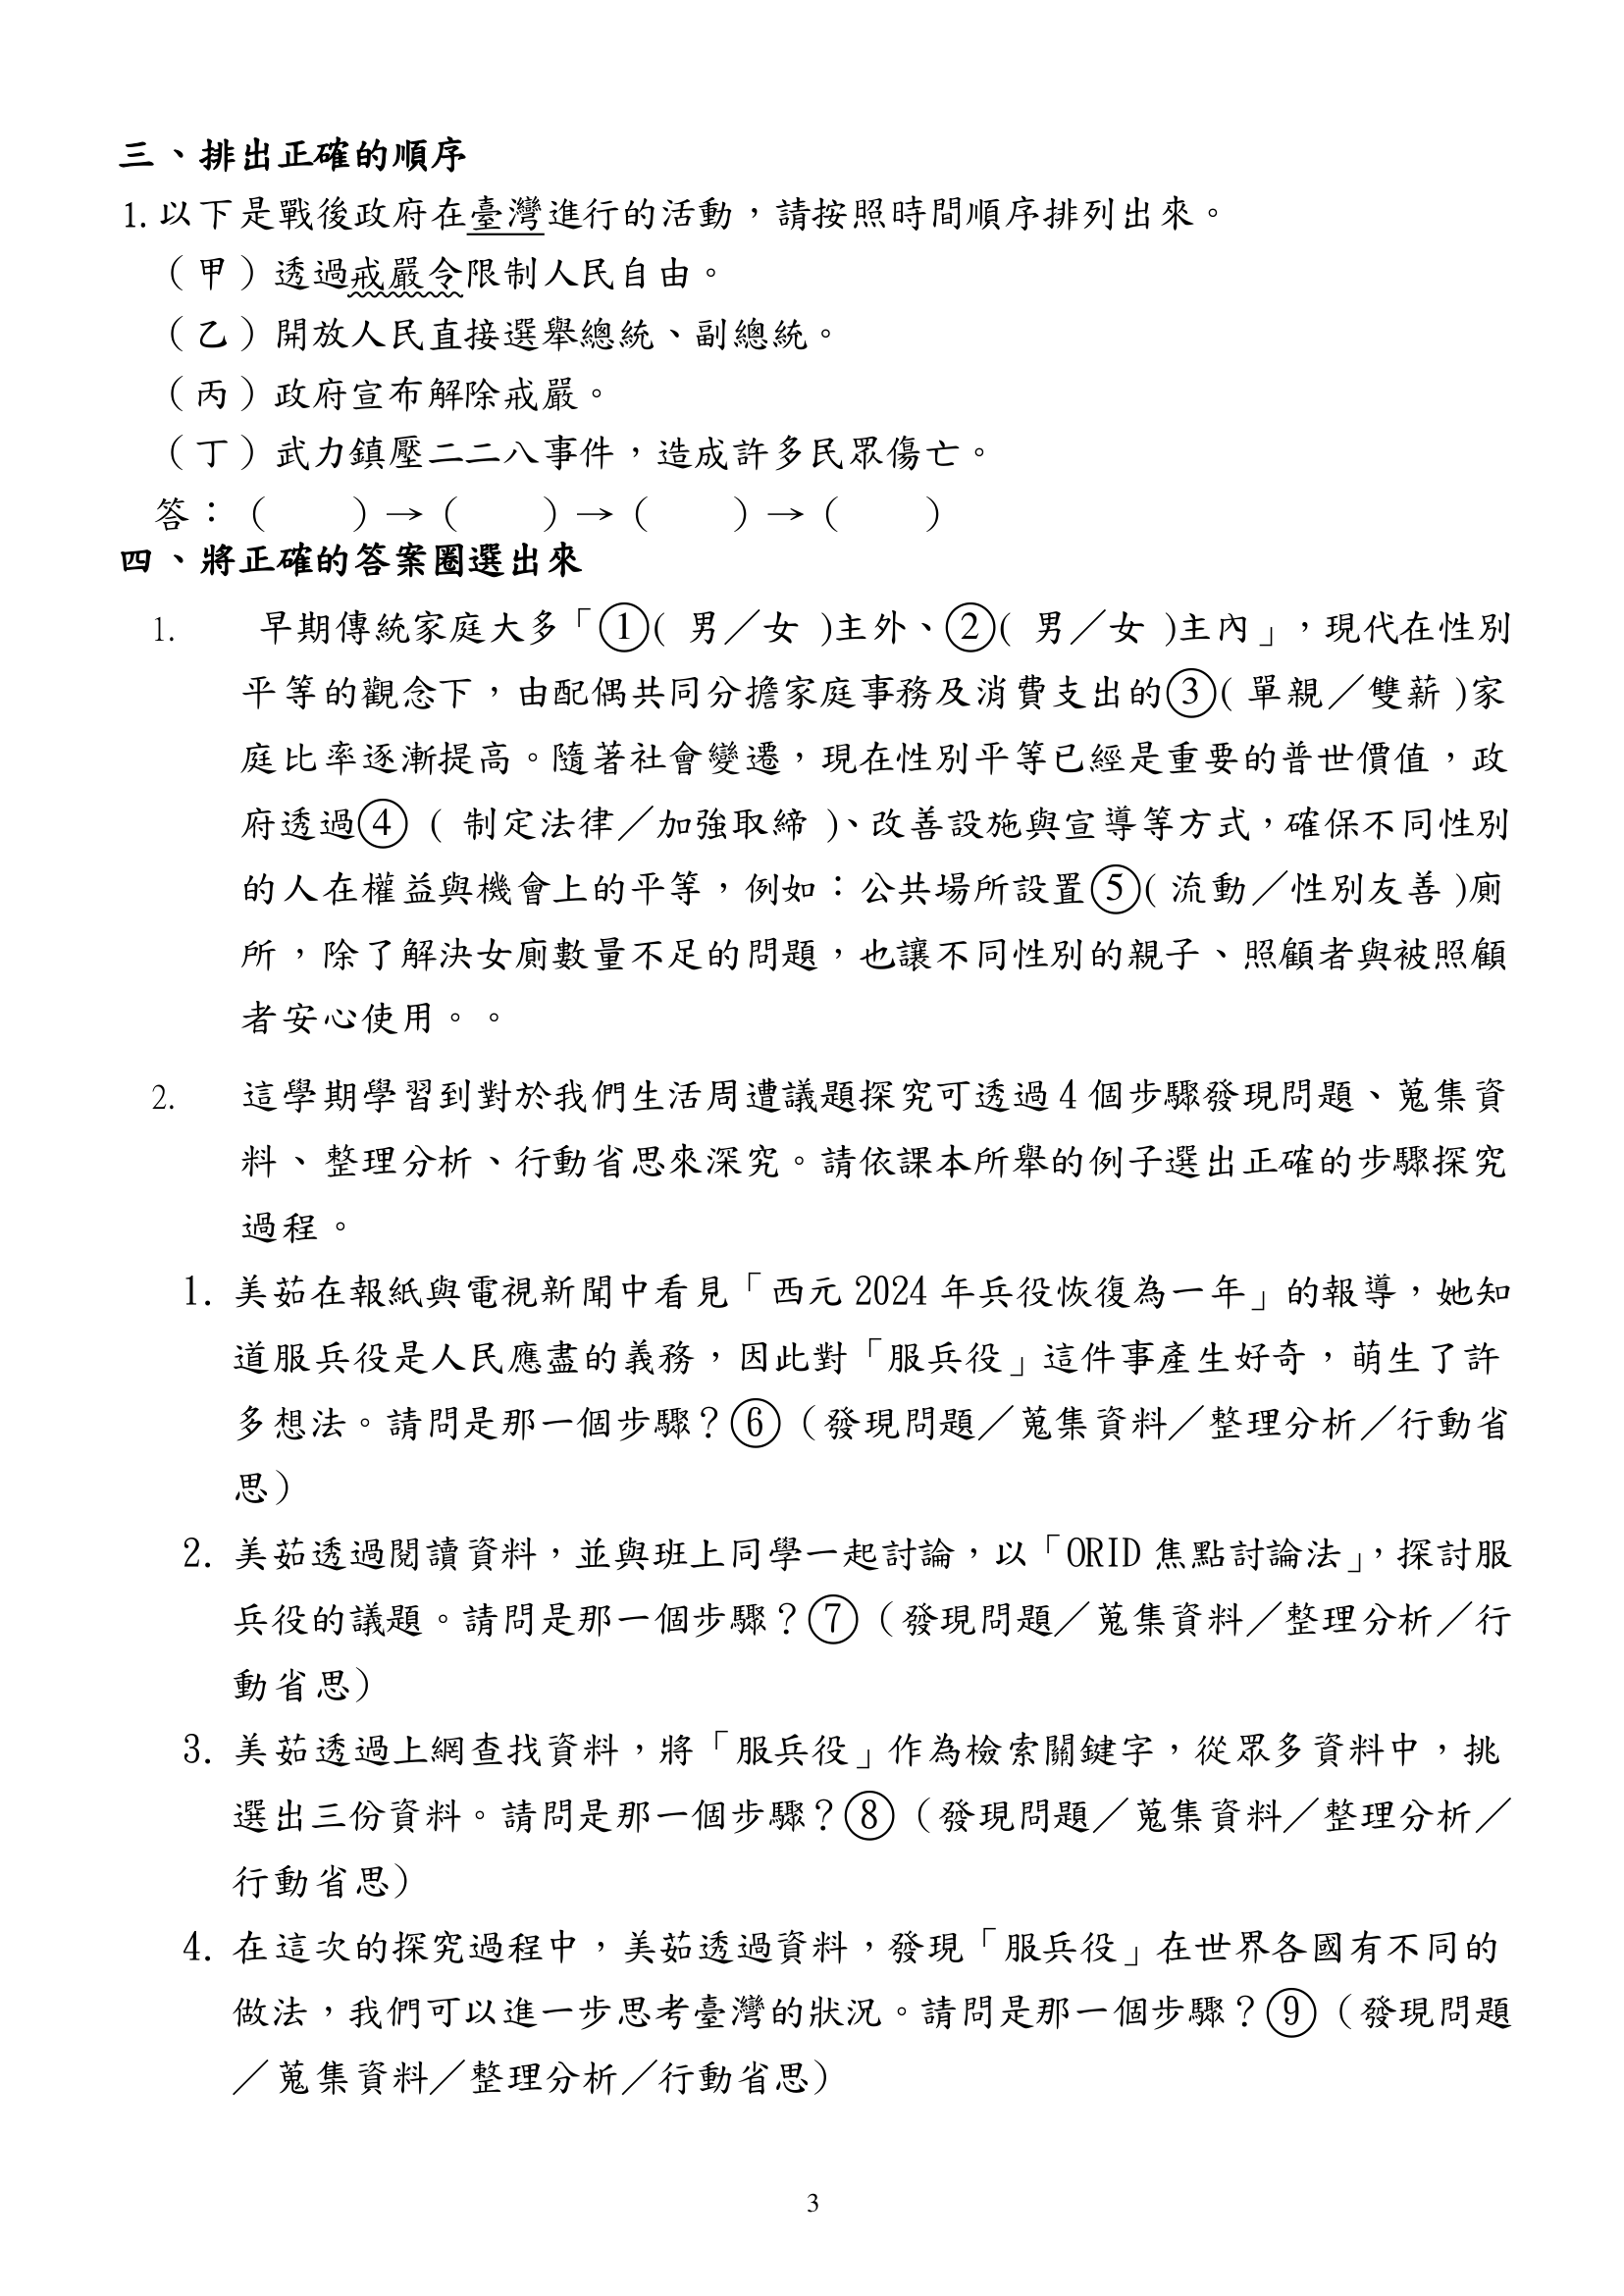 三、排出正確的順序
1.以下是戰後政府在臺灣進行的活動，請按照時間順序排列出來。
（甲）透過戒嚴令限制人民自由。
（乙）開放人民直接選舉總統、副總統。
（丙）政府宣布解除戒嚴。
（丁）武力鎮壓二二八事件，造成許多民眾傷亡。
答：（　　）→（　　）→（　　）→（　　）
四、將正確的答案圈選出來
1. 早期傳統家庭大多「①( 男／女 )主外、②( 男／女 )主內」，現代在性別
平等的觀念下，由配偶共同分擔家庭事務及消費支出的③( 單親／雙薪 )家
庭比率逐漸提高。隨著社會變遷，現在性別平等已經是重要的普世價值，政
府透過④ ( 制定法律／加強取締 )、改善設施與宣導等方式，確保不同性別
的人在權益與機會上的平等，例如：公共場所設置⑤( 流動／性別友善 )廁
所，除了解決女廁數量不足的問題，也讓不同性別的親子、照顧者與被照顧
者安心使用。。
2. 這學期學習到對於我們生活周遭議題探究可透過 4 個步驟發現問題、蒐集資
料、整理分析、行動省思來深究。請依課本所舉的例子選出正確的步驟探究
過程。
1. 美茹在報紙與電視新聞中看見「西元 2024 年兵役恢復為一年」的報導，她知
道服兵役是人民應盡的義務，因此對「服兵役」這件事產生好奇，萌生了許
多想法。請問是那一個步驟？⑥（發現問題／蒐集資料／整理分析／行動省
思）
2. 美茹透過閱讀資料，並與班上同學一起討論，以「ORID 焦點討論法」，探討服
兵役的議題。請問是那一個步驟？⑦（發現問題／蒐集資料／整理分析／行
動省思）
3. 美茹透過上網查找資料，將「服兵役」作為檢索關鍵字，從眾多資料中，挑
選出三份資料。請問是那一個步驟？⑧（發現問題／蒐集資料／整理分析／
行動省思）
4. 在這次的探究過程中，美茹透過資料，發現「服兵役」在世界各國有不同的
做法，我們可以進一步思考臺灣的狀況。請問是那一個步驟？⑨（發現問題
／蒐集資料／整理分析／行動省思）
3